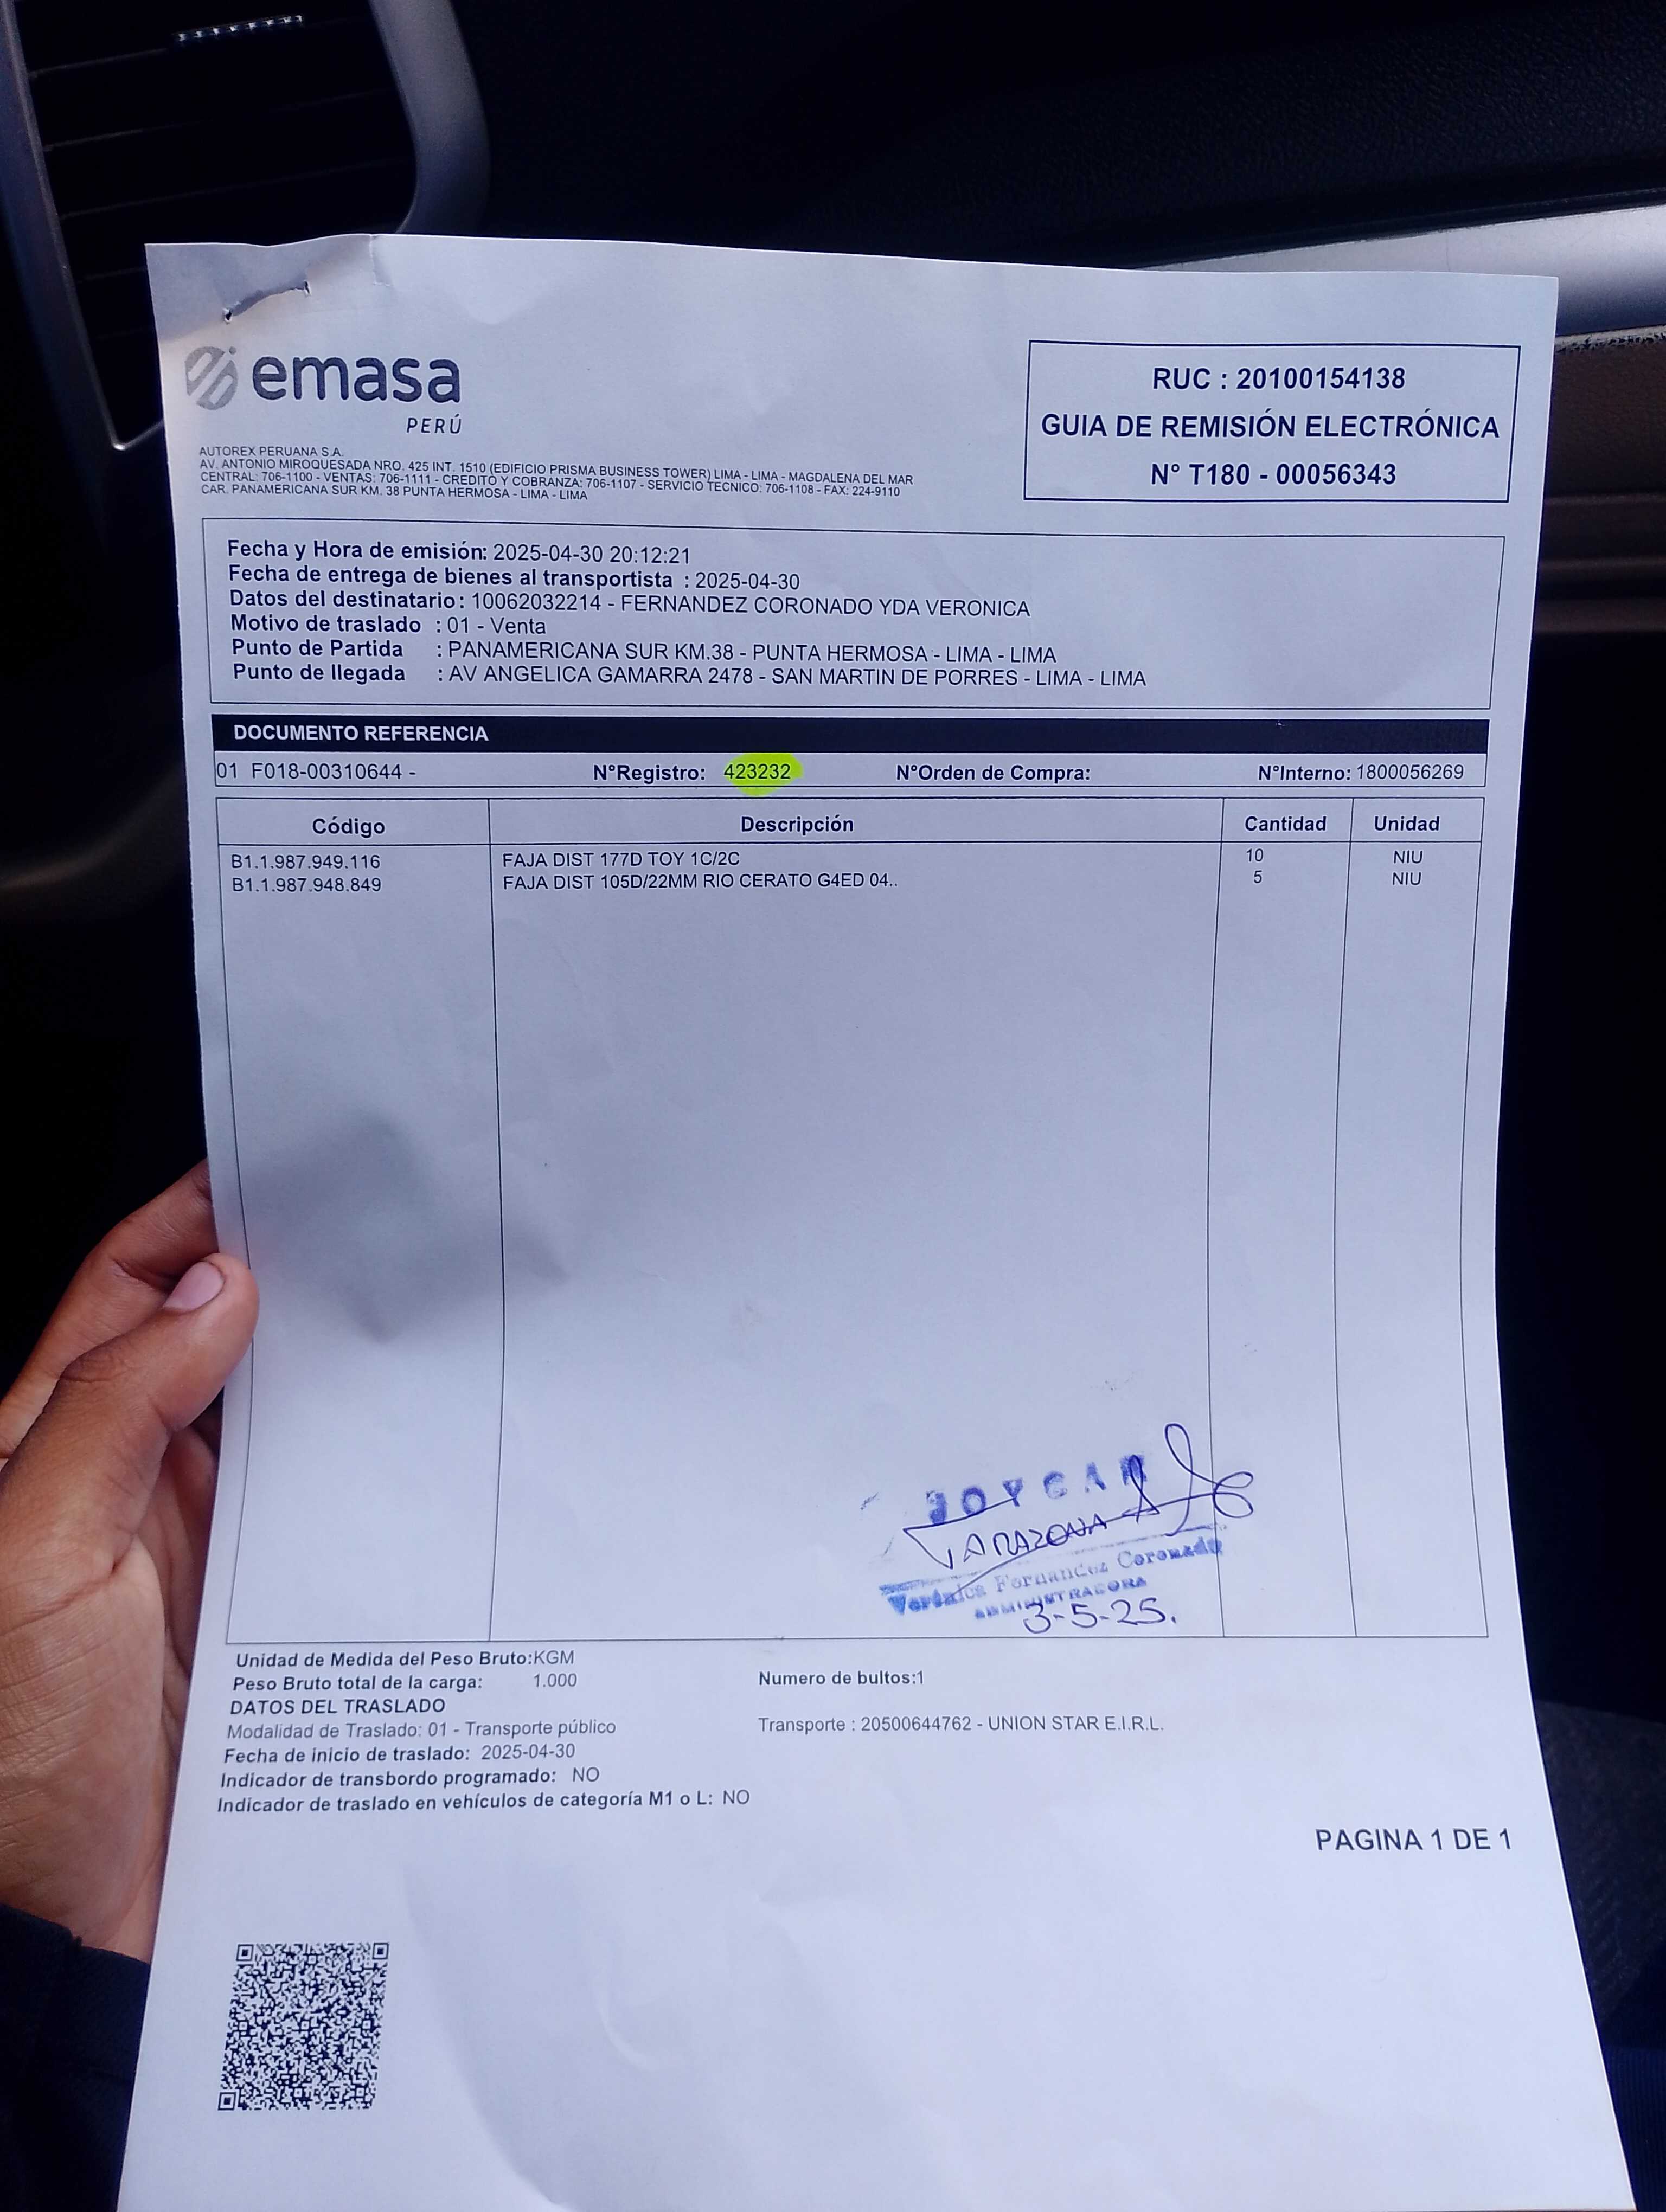 emasa
PERÚ
RUC : 20100154138
GUIA DE REMISIÓN ELECTRÓNICA
N° T180 - 00056343
AUTOREX PERUANA S.A.
AV. ANTONIO MIROQUESADA NRO. 425 INT. 1510 (EDIFICIO PRISMA BUSINESS TOWER) LIMA - LIMA - MAGDALENA DEL MAR
CENTRAL: 706-1100 - VENTAS: 706-1111 - CREDITO Y COBRANZA: 706-1107 - SERVICIO TECNICO: 706-1108 - FAX: 224-9110
CAR. PANAMERICANA SUR KM. 38 PUNTA HERMOSA - LIMA - LIMA
Fecha y Hora de emisión: 2025-04-30 20:12:21
Fecha de entrega de bienes al transportista : 2025-04-30
Datos del destinatario: 10062032214 - FERNANDEZ CORONADO YDA VERONICA
Motivo de traslado : 01 - Venta
Punto de Partida : PANAMERICANA SUR KM.38 - PUNTA HERMOSA - LIMA - LIMA
Punto de llegada : AV ANGELICA GAMARRA 2478 - SAN MARTIN DE PORRES - LIMA - LIMA
DOCUMENTO REFERENCIA
01 F018-00310644 - N°Registro: 423232 N°Orden de Compra: N°Interno: 1800056269
Código Descripción Cantidad Unidad
B1.1.987.949.116 FAJA DIST 177D TOY 1C/2C 10 NIU
B1.1.987.948.849 FAJA DIST 105D/22MM RIO CERATO G4ED 04.. 5 NIU
JOYCAR
TARAZONA
Verónica Fernandez Coronado
ADMINISTRADORA
3-5-25.
Unidad de Medida del Peso Bruto:KGM
Peso Bruto total de la carga: 1.000 Numero de bultos:1
DATOS DEL TRASLADO
Modalidad de Traslado: 01 - Transporte público Transporte : 20500644762 - UNION STAR E.I.R.L.
Fecha de inicio de traslado: 2025-04-30
Indicador de transbordo programado: NO
Indicador de traslado en vehículos de categoría M1 o L: NO
PAGINA 1 DE 1